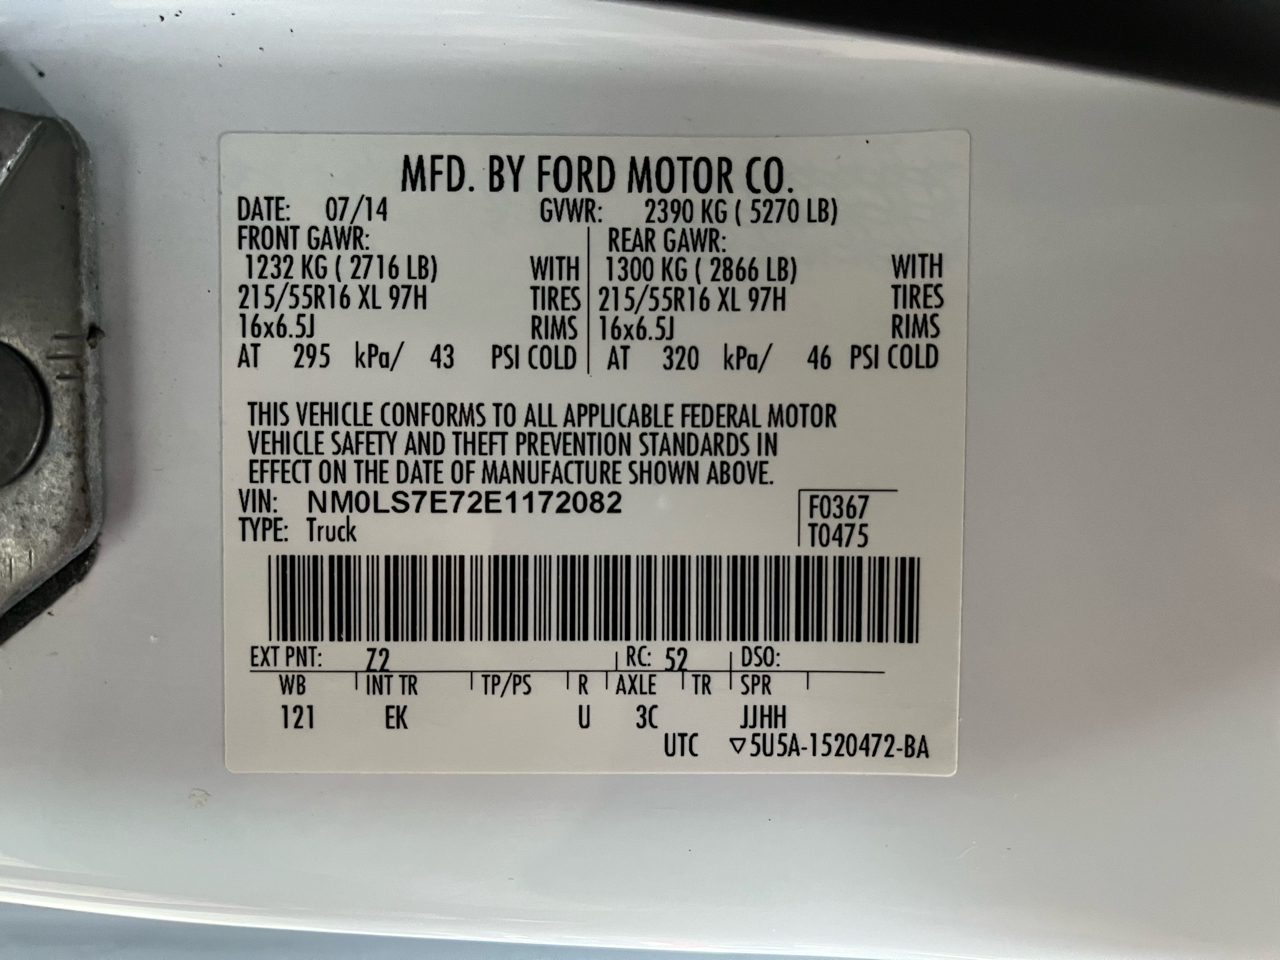 MFD. BY FORD MOTOR CO.
DATE: 07/14 GVWR: 2390 KG ( 5270 LB)
FRONT GAWR: REAR GAWR:
1232 KG ( 2716 LB) WITH 1300 KG ( 2866 LB) WITH
215/55R16 XL 97H TIRES 215/55R16 XL 97H TIRES
16x6.5J RIMS 16x6.5J RIMS
AT 295 kPa/ 43 PSI COLD AT 320 kPa/ 46 PSI COLD
THIS VEHICLE CONFORMS TO ALL APPLICABLE FEDERAL MOTOR
VEHICLE SAFETY AND THEFT PREVENTION STANDARDS IN
EFFECT ON THE DATE OF MANUFACTURE SHOWN ABOVE.
VIN: NM0LS7E72E1172082 F0367
TYPE: Truck T0475
EXT PNT: Z2 RC: 52 DSO:
WB INT TR TP/PS R AXLE TR SPR
121 EK U 3C JJHH
UTC ▽5U5A-1520472-BA